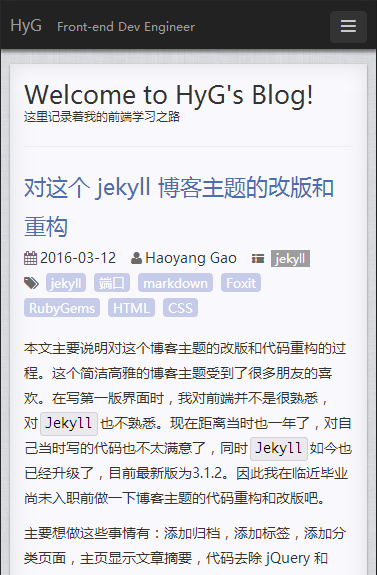 HyG Front-end Dev Engineer
Welcome to HyG's Blog!
这里记录着我的前端学习之路
对这个 jekyll 博客主题的改版和
重构
2016-03-12 Haoyang Gao jekyll
jekyll 端口 markdown Foxit
RubyGems HTML CSS
本文主要说明对这个博客主题的改版和代码重构的过
程。这个简洁高雅的博客主题受到了很多朋友的喜
欢。在写第一版界面时，我对前端并不是很熟悉，
对 Jekyll 也不熟悉。现在距离当时也一年了，对自
己当时写的代码也不太满意了，同时 Jekyll 如今也
已经升级了，目前最新版为3.1.2。因此我在临近毕业
尚未入职前做一下博客主题的代码重构和改版吧。
主要想做这些事情有：添加归档，添加标签，添加分
类页面，主页显示文章摘要，代码去除 jQuery 和